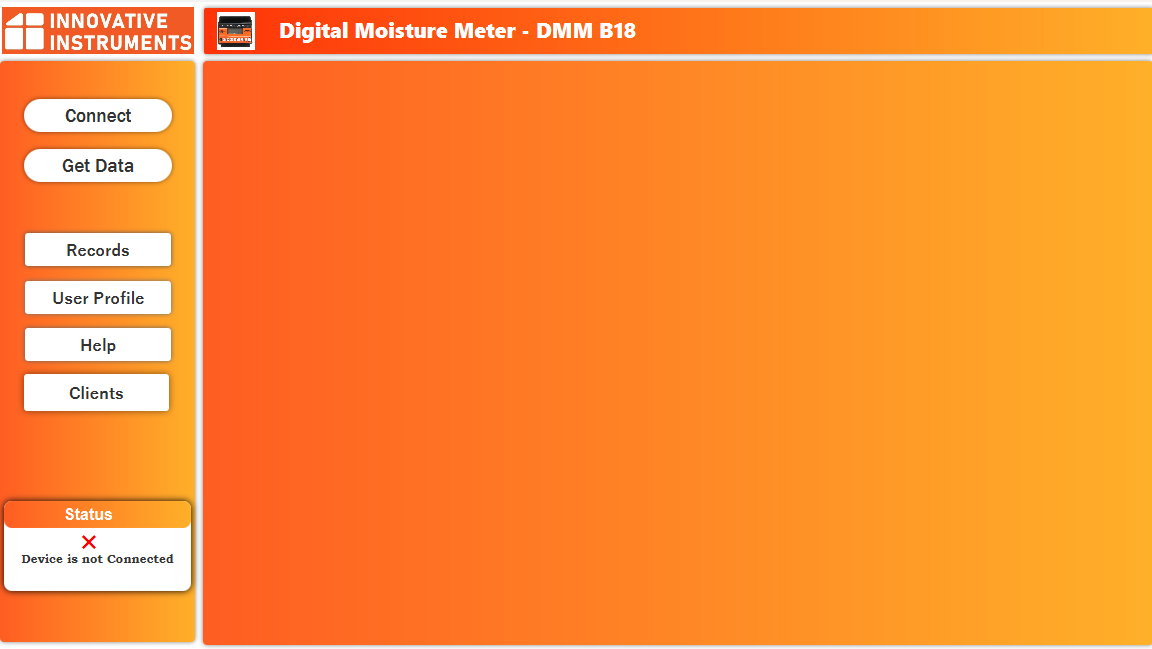 INNOVATIVE
INSTRUMENTS
Digital Moisture Meter - DMM B18
Connect
Get Data
Records
User Profile
Help
Clients
Status
Device is not Connected